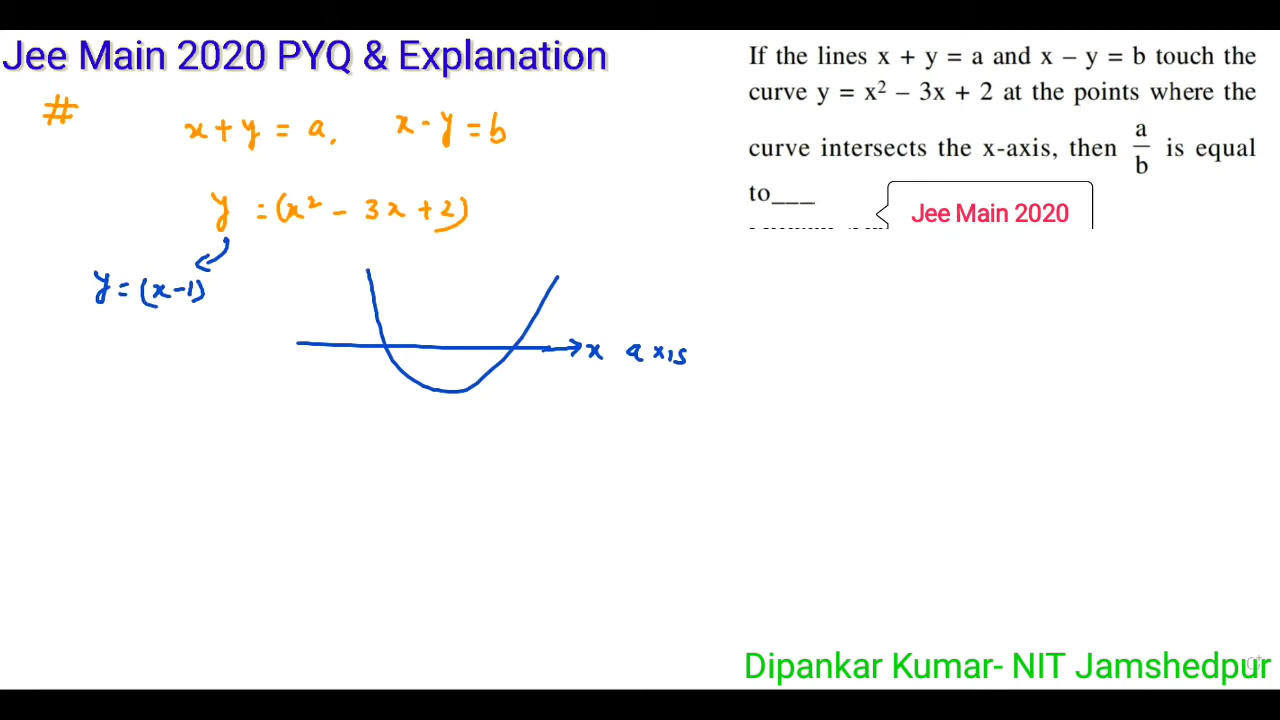 Jee Main 2020 PYQ & Explanation
#
x + y = a, x - y = b
y = (x² - 3x + 2)
y = (x-1)
x axis
If the lines x + y = a and x – y = b touch the
curve y = x² – 3x + 2 at the points where the
curve intersects the x-axis, then a/b is equal
to___
Jee Main 2020
Dipankar Kumar- NIT Jamshedpur